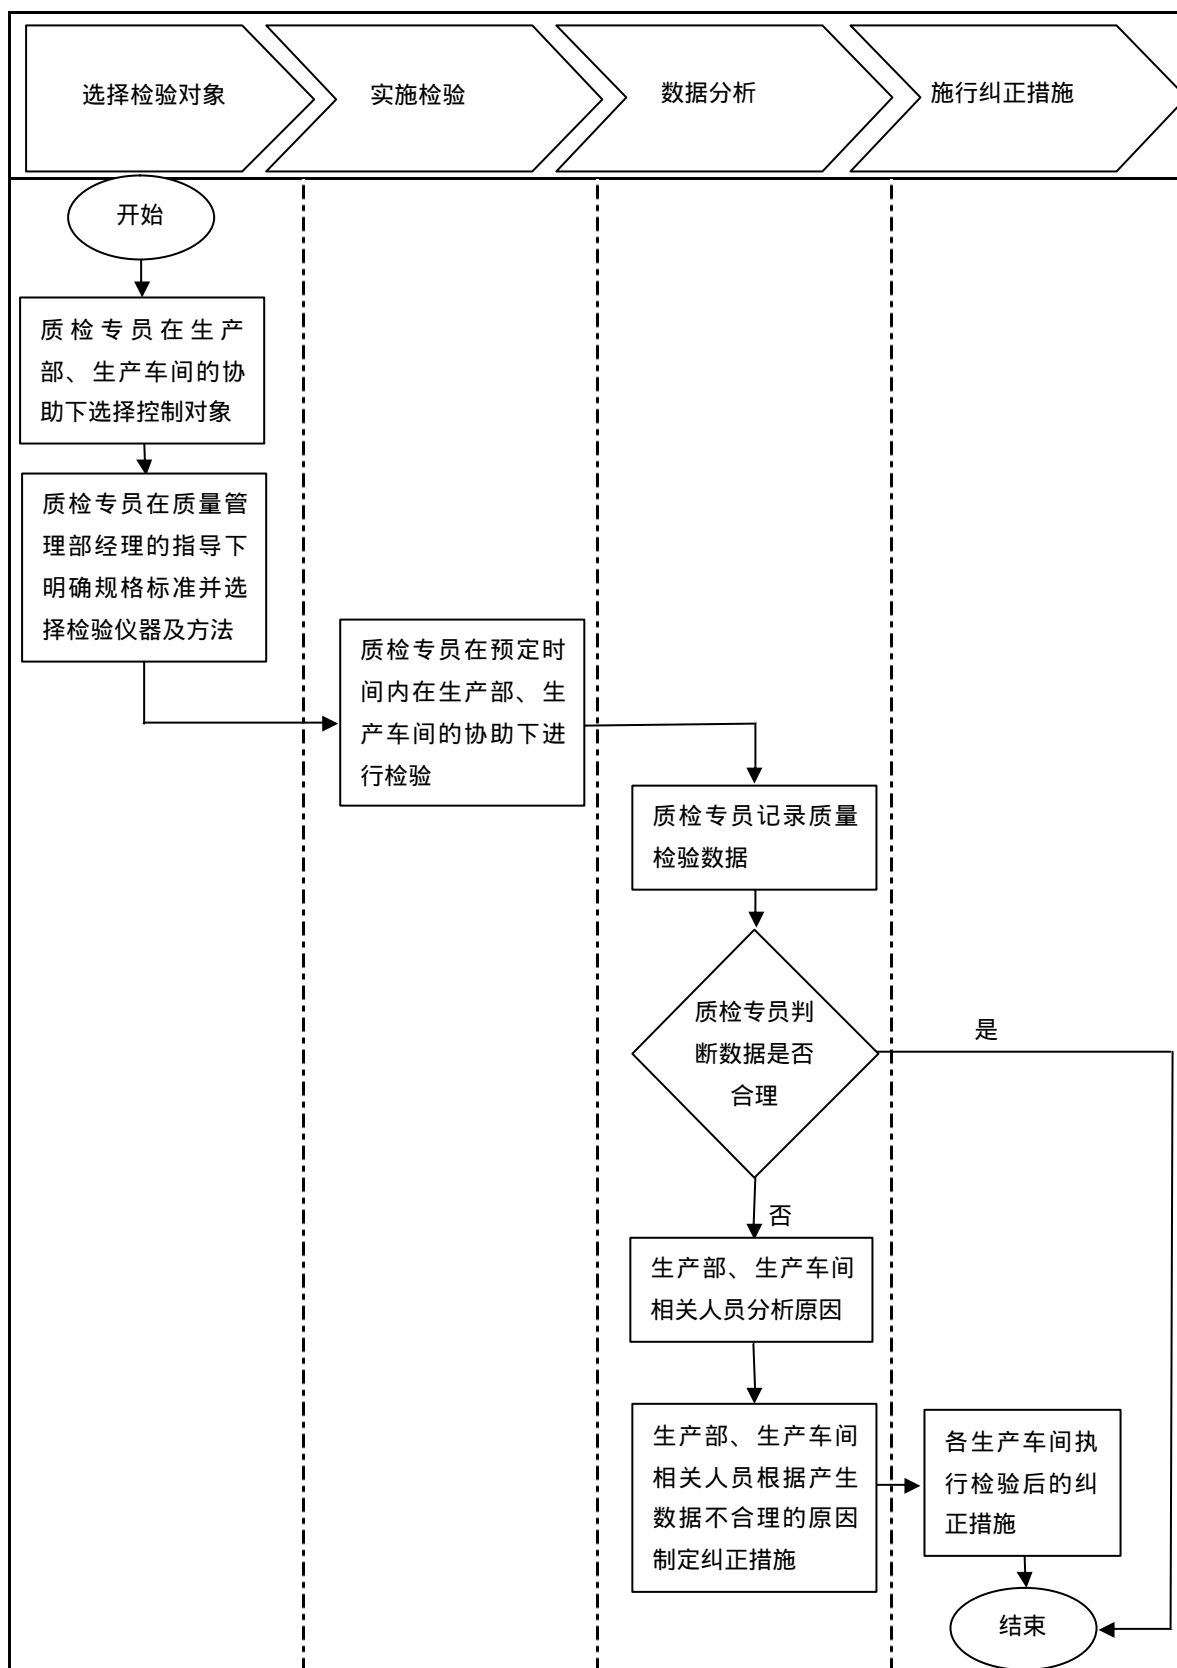 选择检验对象
实施检验
数据分析
施行纠正措施
开始
质检专员在生产
部、生产车间的协
助下选择控制对象
质检专员在质量管
理部经理的指导下
明确规格标准并选
择检验仪器及方法
质检专员在预定时
间内在生产部、生
产车间的协助下进
行检验
质检专员记录质量
检验数据
质检专员判
断数据是否
合理
是
否
生产部、生产车间
相关人员分析原因
生产部、生产车间
相关人员根据产生
数据不合理的原因
制定纠正措施
各生产车间执
行检验后的纠
正措施
结束